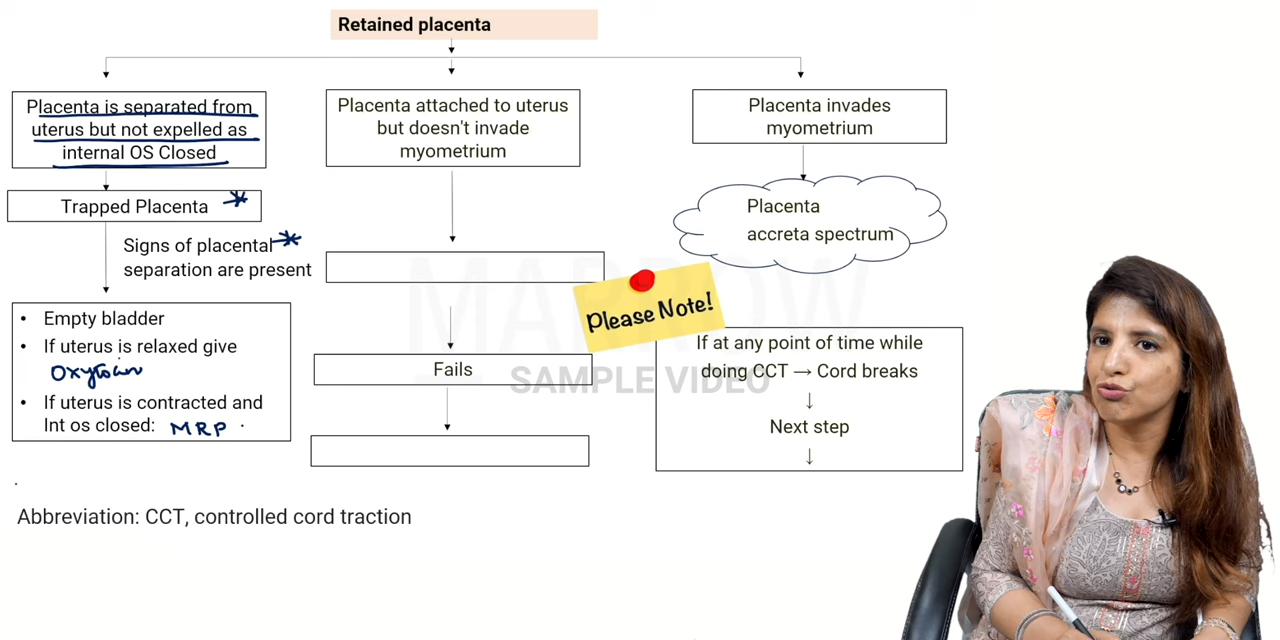 Retained placenta
Placenta is separated from
uterus but not expelled as
internal OS Closed
Trapped Placenta
Signs of placental
separation are present
• Empty bladder
• If uterus is relaxed give
Oxytocin
• If uterus is contracted and
Int os closed: MRP
Placenta attached to uterus
but doesn't invade
myometrium
Fails
Placenta invades
myometrium
Placenta
accreta spectrum
Please Note!
If at any point of time while
doing CCT → Cord breaks
↓
Next step
↓
MARROW
SAMPLE VIDEO
Abbreviation: CCT, controlled cord traction